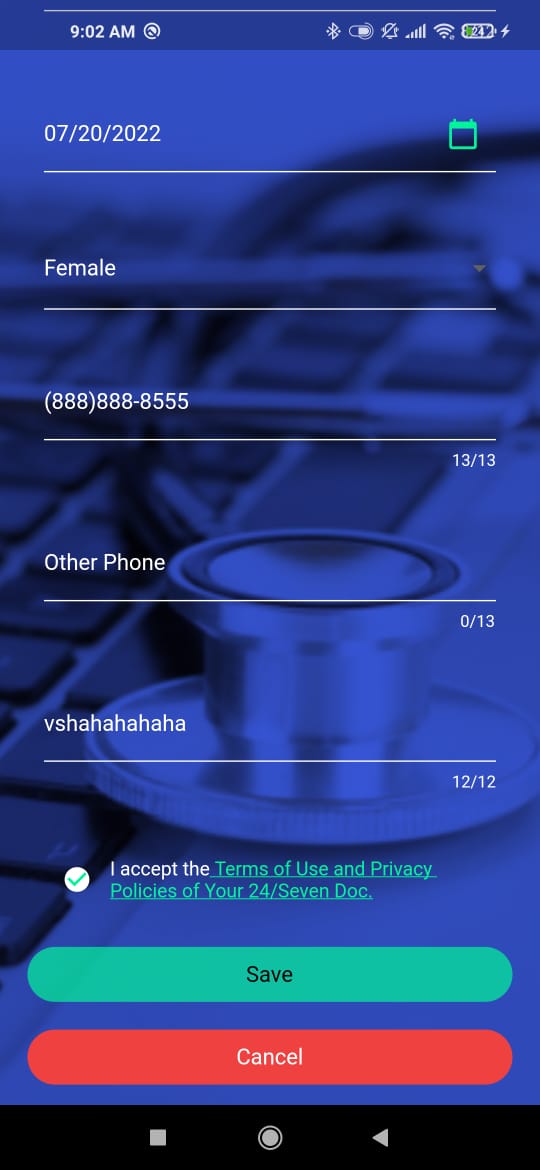 9:02 AM
07/20/2022
Female
(888)888-8555
13/13
Other Phone
0/13
vshahahahaha
12/12
I accept the Terms of Use and Privacy
Policies of Your 24/Seven Doc.
Save
Cancel